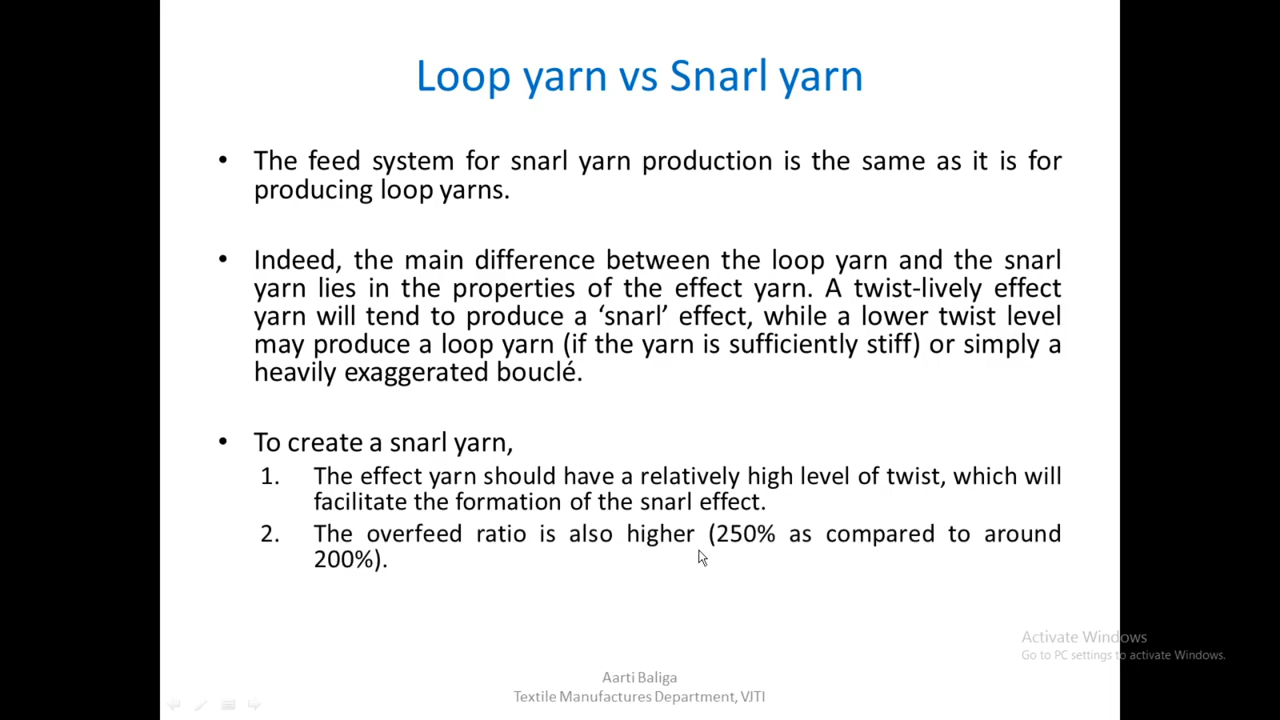 Loop yarn vs Snarl yarn
• The feed system for snarl yarn production is the same as it is for
producing loop yarns.
• Indeed, the main difference between the loop yarn and the snarl
yarn lies in the properties of the effect yarn. A twist-lively effect
yarn will tend to produce a ‘snarl’ effect, while a lower twist level
may produce a loop yarn (if the yarn is sufficiently stiff) or simply a
heavily exaggerated bouclé.
• To create a snarl yarn,
1. The effect yarn should have a relatively high level of twist, which will
facilitate the formation of the snarl effect.
2. The overfeed ratio is also higher (250% as compared to around
200%).
Activate Windows
Go to PC settings to activate Windows.
Aarti Baliga
Textile Manufactures Department, VJTI